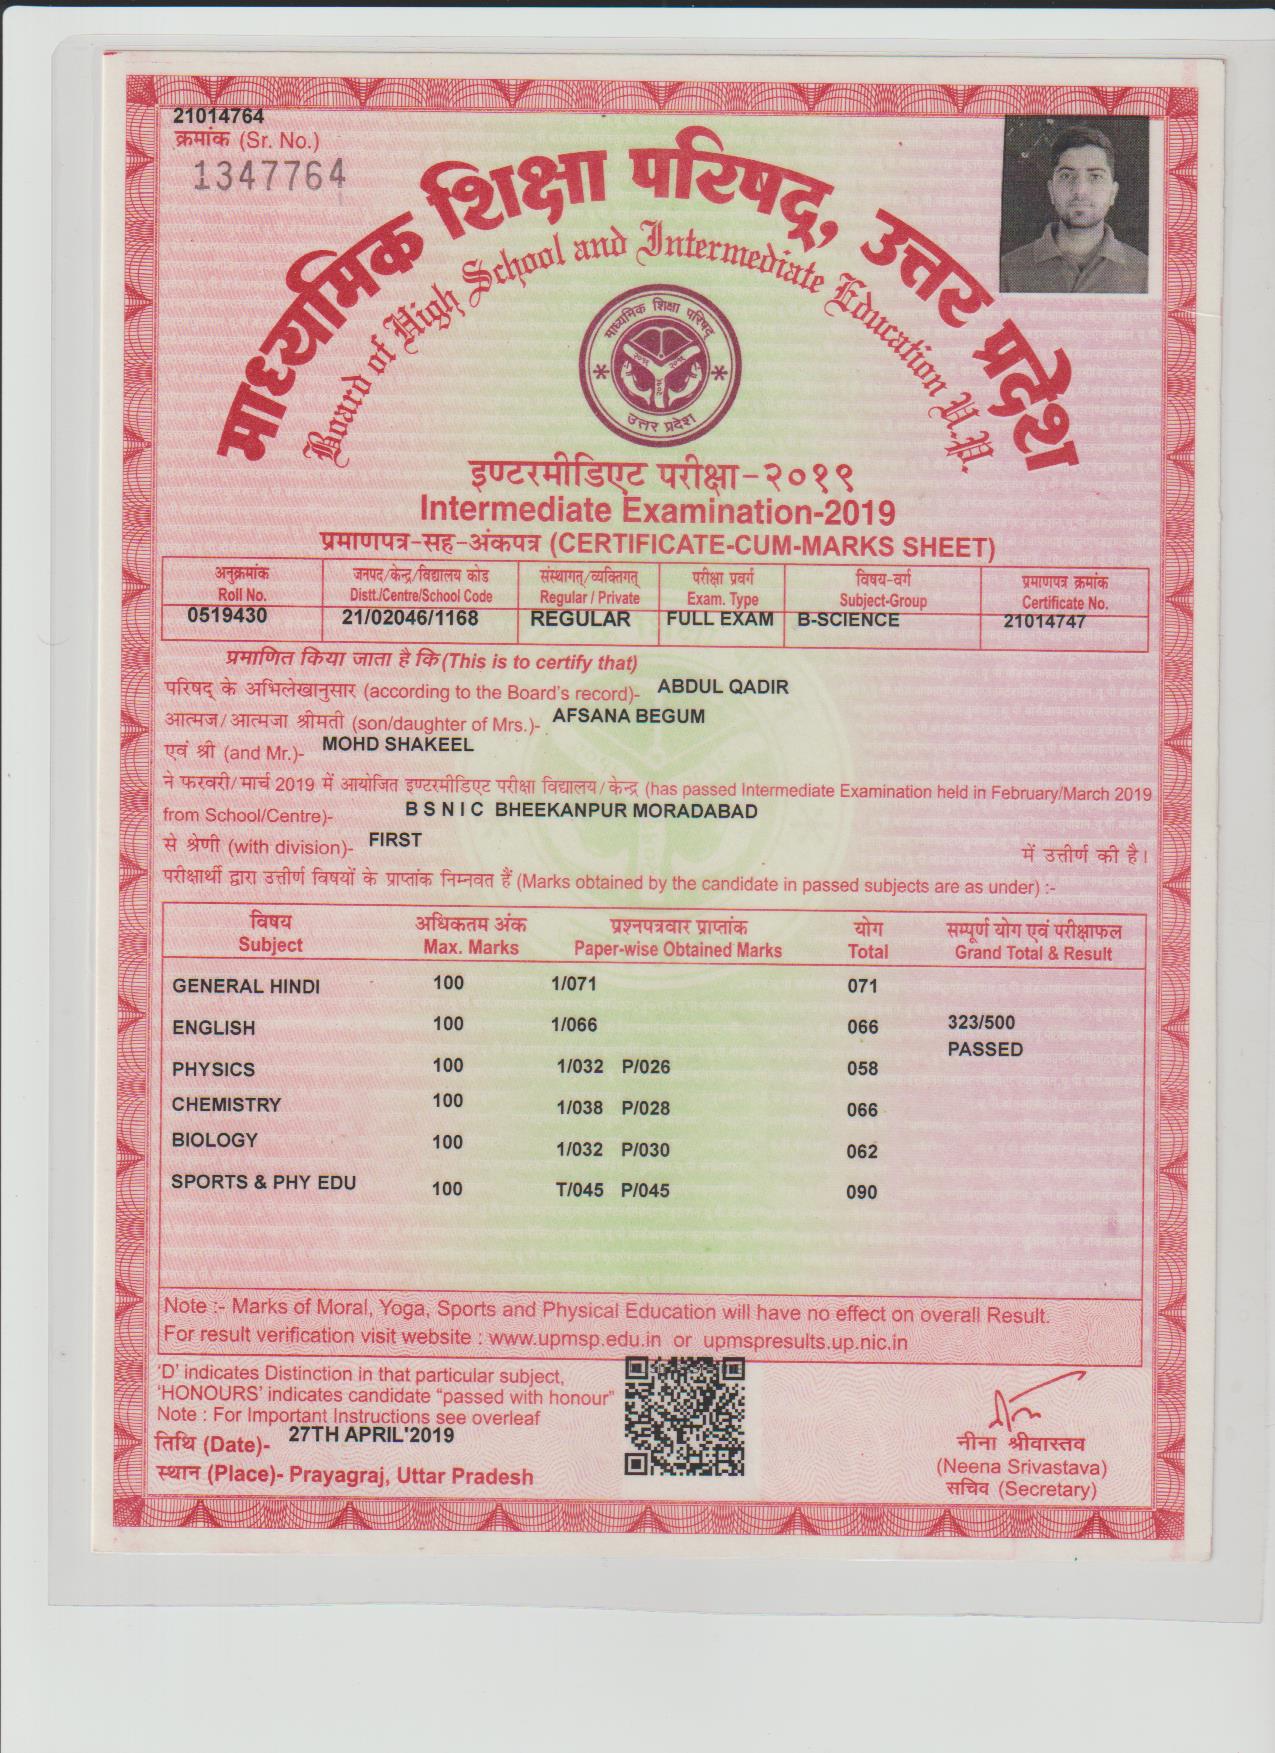 21014764
क्रमांक (Sr. No.)
1347764
माध्यमिक शिक्षा परिषद्, उत्तर प्रदेश
Board of High School and Intermediate Education U.P.
माध्यमिक शिक्षा परिषद्
उत्तर प्रदेश
इण्टरमीडिएट परीक्षा-२०१९
Intermediate Examination-2019
प्रमाणपत्र-सह-अंकपत्र (CERTIFICATE-CUM-MARKS SHEET)
अनुक्रमांक जनपद/केन्द्र/विद्यालय कोड संस्थागत्/व्यक्तिगत् परीक्षा प्रवर्ग विषय-वर्ग प्रमाणपत्र क्रमांक
Roll No. Distt./Centre/School Code Regular / Private Exam. Type Subject-Group Certificate No.
0519430 21/02046/1168 REGULAR FULL EXAM B-SCIENCE 21014747
प्रमाणित किया जाता है कि (This is to certify that)
परिषद् के अभिलेखानुसार (according to the Board's record)- ABDUL QADIR
आत्मज/आत्मजा श्रीमती (son/daughter of Mrs.)- AFSANA BEGUM
एवं श्री (and Mr.)- MOHD SHAKEEL
ने फरवरी/मार्च 2019 में आयोजित इण्टरमीडिएट परीक्षा विद्यालय/केन्द्र (has passed Intermediate Examination held in February/March 2019
from School/Centre)- B S N I C BHEEKANPUR MORADABAD
से श्रेणी (with division)- FIRST में उत्तीर्ण की है।
परीक्षार्थी द्वारा उत्तीर्ण विषयों के प्राप्तांक निम्नवत हैं (Marks obtained by the candidate in passed subjects are as under) :-
विषय अधिकतम अंक प्रश्नपत्रवार प्राप्तांक योग सम्पूर्ण योग एवं परीक्षाफल
Subject Max. Marks Paper-wise Obtained Marks Total Grand Total & Result
GENERAL HINDI 100 1/071 071
ENGLISH 100 1/066 066 323/500
PASSED
PHYSICS 100 1/032 P/026 058
CHEMISTRY 100 1/038 P/028 066
BIOLOGY 100 1/032 P/030 062
SPORTS & PHY EDU 100 T/045 P/045 090
Note :- Marks of Moral, Yoga, Sports and Physical Education will have no effect on overall Result.
For result verification visit website : www.upmsp.edu.in or upmspresults.up.nic.in
'D' indicates Distinction in that particular subject,
'HONOURS' indicates candidate "passed with honour"
Note : For Important Instructions see overleaf
तिथि (Date)- 27TH APRIL'2019
स्थान (Place)- Prayagraj, Uttar Pradesh
नीना श्रीवास्तव
(Neena Srivastava)
सचिव (Secretary)